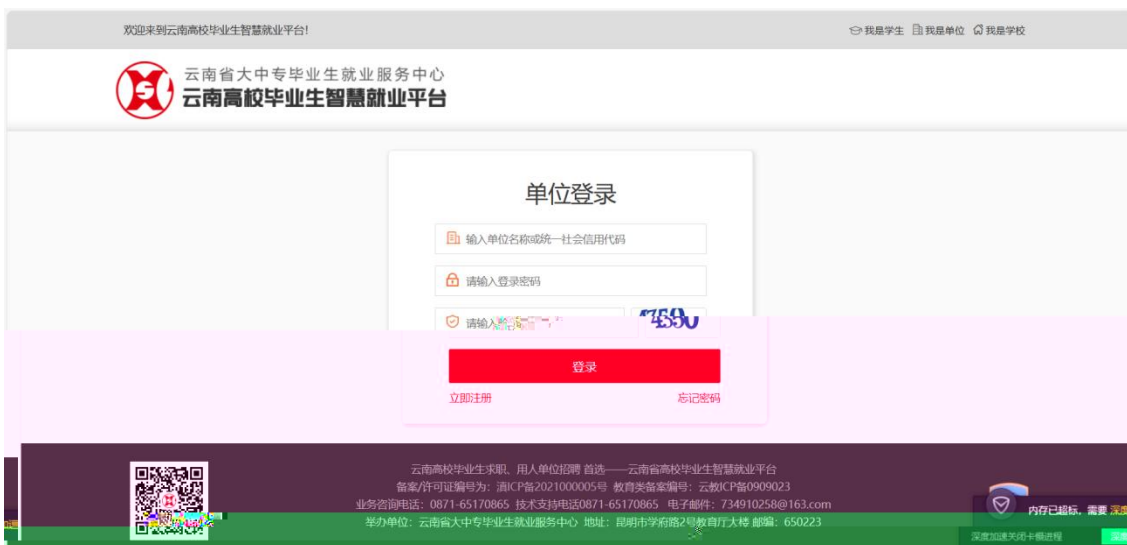 欢迎来到云南高校毕业生智慧就业平台!
我是学生 我是单位 我是学校
云南省大中专毕业生就业服务中心
云南高校毕业生智慧就业平台
单位登录
输入单位名称或统一社会信用代码
请输入登录密码
请输入
登录
立即注册 忘记密码
云南高校毕业生求职、用人单位招聘 首选——云南省高校毕业生智慧就业平台
备案/许可证编号为：滇ICP备2021000005号 教育类备案编号：云教ICP备0909023
业务咨询电话：0871-65170865 技术支持电话0871-65170865 电子邮件：734910258@163.com
举办单位：云南省大中专毕业生就业服务中心 地址：昆明市学府路2号教育厅大楼 邮编：650223
内存已超标，需要
深度加速关闭卡慢进程